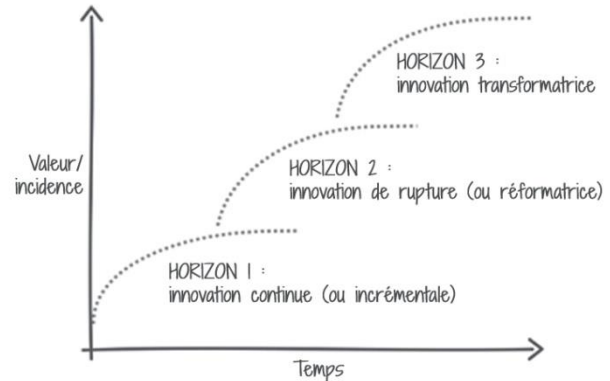 HORIZON 3 :
innovation transformatrice
Valeur/
incidence
HORIZON 2 :
innovation de rupture (ou réformatrice)
HORIZON 1 :
innovation continue (ou incrémentale)
Temps